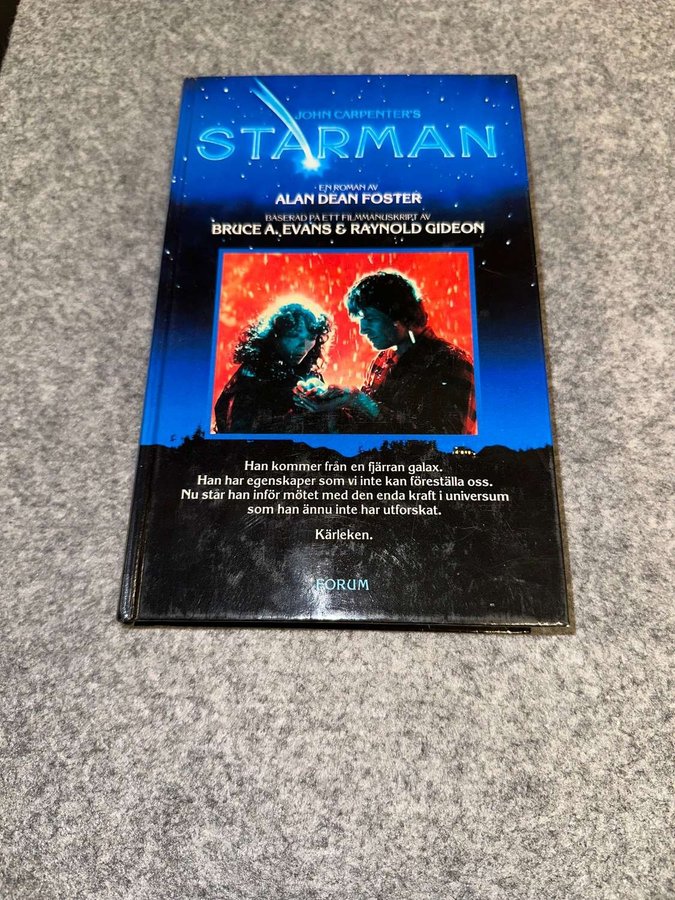 JOHN CARPENTER'S
STARMAN
EN ROMAN AV
ALAN DEAN FOSTER
BASERAD PÅ ETT FILMMANUSKRIPT AV
BRUCE A. EVANS & RAYNOLD GIDEON
Han kommer från en fjärran galax.
Han har egenskaper som vi inte kan föreställa oss.
Nu står han inför mötet med den enda kraft i universum
som han ännu inte har utforskat.
Kärleken.
FORUM